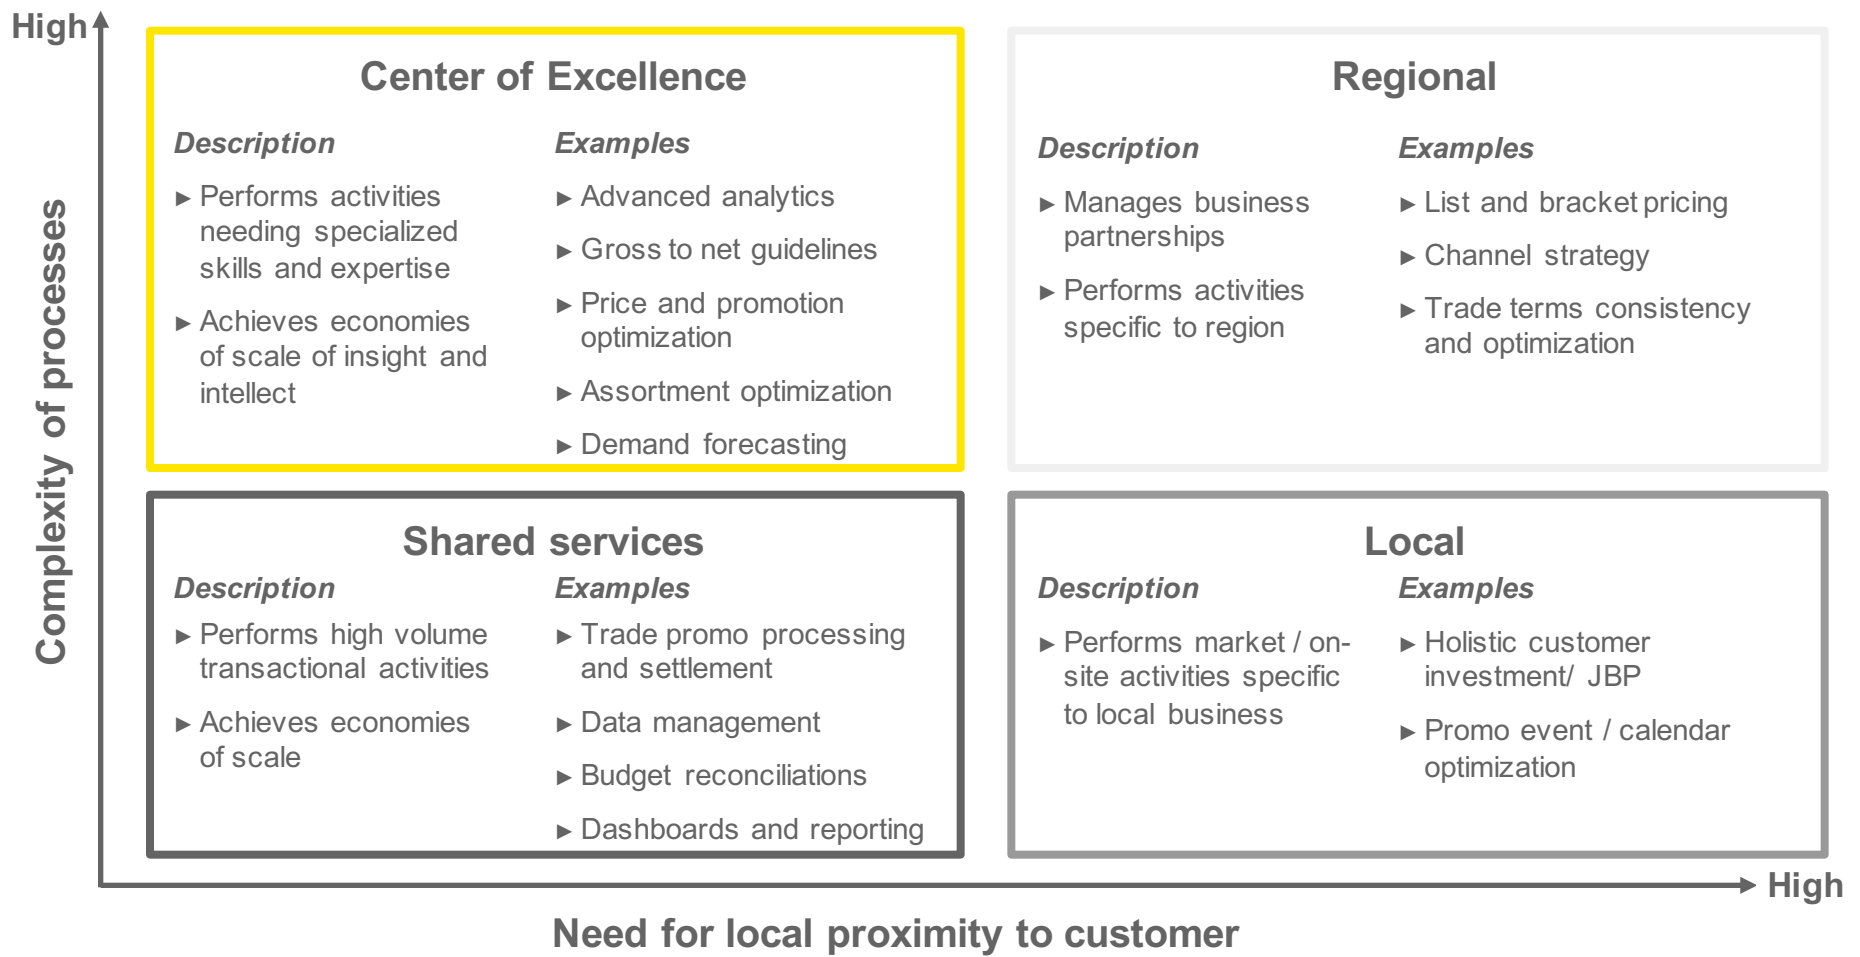 High
Complexity of processes
Center of Excellence
Description
► Performs activities
needing specialized
skills and expertise
► Achieves economies
of scale of insight and
intellect
Examples
► Advanced analytics
► Gross to net guidelines
► Price and promotion
optimization
► Assortment optimization
► Demand forecasting
Regional
Description
► Manages business
partnerships
► Performs activities
specific to region
Examples
► List and bracket pricing
► Channel strategy
► Trade terms consistency
and optimization
Shared services
Description
► Performs high volume
transactional activities
► Achieves economies
of scale
Examples
► Trade promo processing
and settlement
► Data management
► Budget reconciliations
► Dashboards and reporting
Local
Description
► Performs market / on-
site activities specific
to local business
Examples
► Holistic customer
investment/ JBP
► Promo event / calendar
optimization
High
Need for local proximity to customer